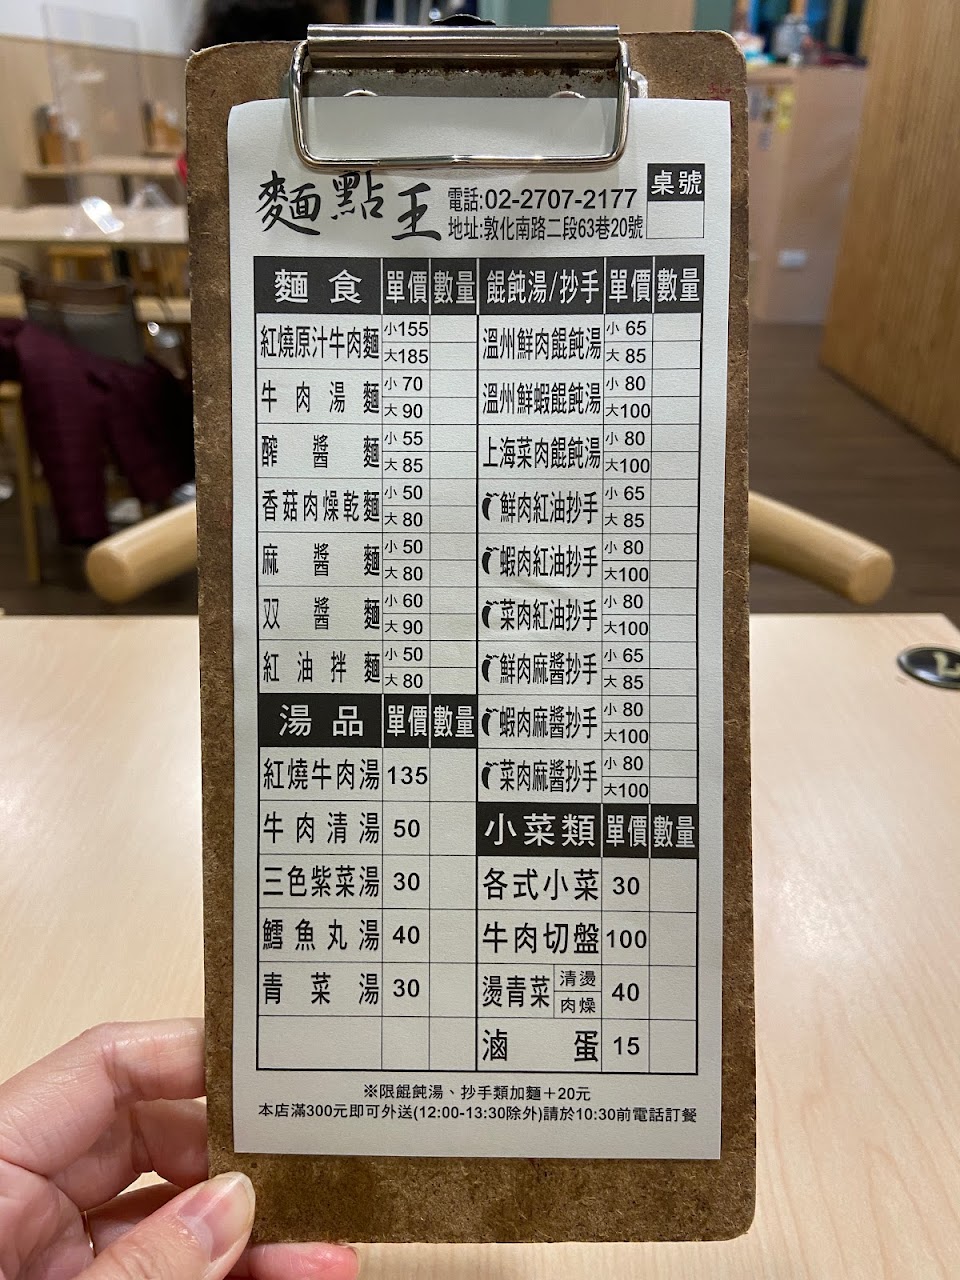 麵點王
電話:02-2707-2177
地址:敦化南路二段63巷20號
桌號
麵食 單價 數量
紅燒原汁牛肉麵 小155 大185
牛肉湯麵 小70 大90
醡醬麵 小55 大85
香菇肉燥乾麵 小50 大80
麻醬麵 小50 大80
双醬麵 小60 大90
紅油拌麵 小50 大80
湯品 單價 數量
紅燒牛肉湯 135
牛肉清湯 50
三色紫菜湯 30
鱈魚丸湯 40
青菜湯 30
餛飩湯/抄手 單價 數量
溫州鮮肉餛飩湯 小65 大85
溫州鮮蝦餛飩湯 小80 大100
上海菜肉餛飩湯 小80 大100
鮮肉紅油抄手 小65 大85
蝦肉紅油抄手 小80 大100
菜肉紅油抄手 小80 大100
鮮肉麻醬抄手 小65 大85
蝦肉麻醬抄手 小80 大100
菜肉麻醬抄手 小80 大100
小菜類 單價 數量
各式小菜 30
牛肉切盤 100
燙青菜 清燙 肉燥 40
滷蛋 15
※限餛飩湯、抄手類加麵＋20元
本店滿300元即可外送(12:00-13:30除外)請於10:30前電話訂餐